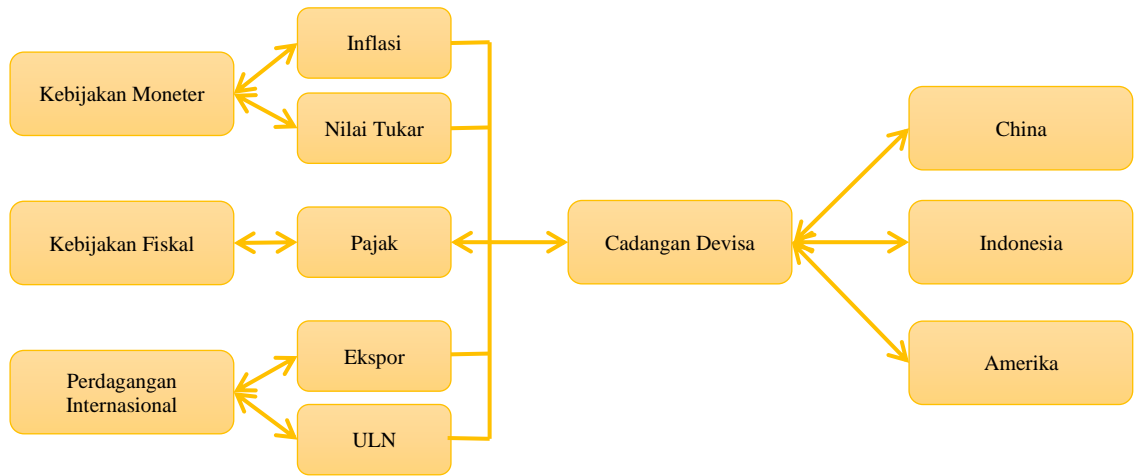 Kebijakan Moneter
Inflasi
Nilai Tukar
Kebijakan Fiskal
Pajak
Perdagangan
Internasional
Ekspor
ULN
Cadangan Devisa
China
Indonesia
Amerika